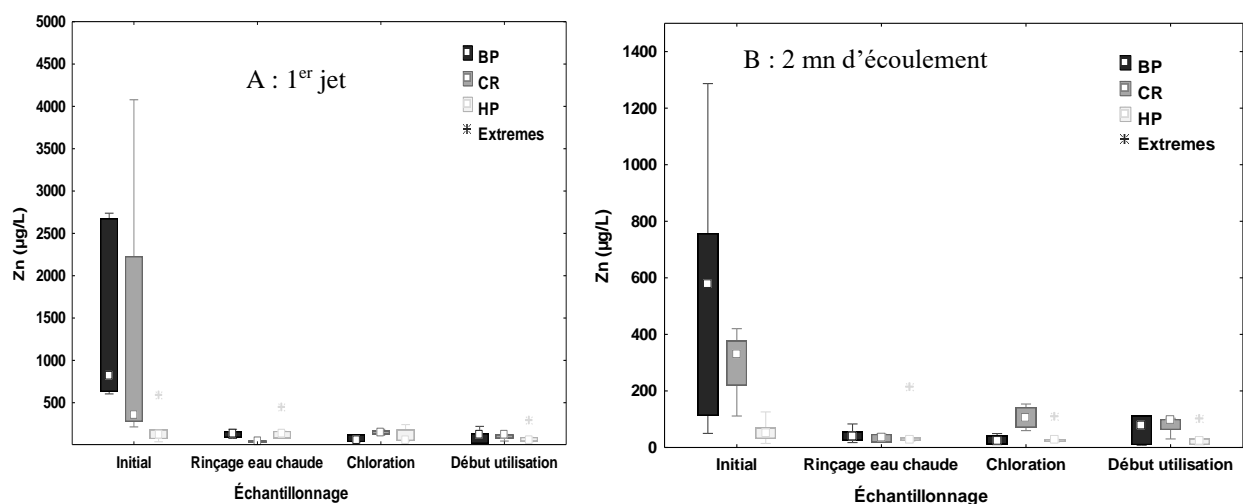 A : 1er jet
BP
CR
HP
Extremes
Zn (µg/L)
5000
4500
4000
3500
3000
2500
2000
1500
1000
500
Initial
Rinçage eau chaude
Chloration
Début utilisation
Échantillonnage
B : 2 mn d'écoulement
BP
CR
HP
Extremes
Zn (µg/L)
1400
1200
1000
800
600
400
200
0
Initial
Rinçage eau chaude
Chloration
Début utilisation
Échantillonnage